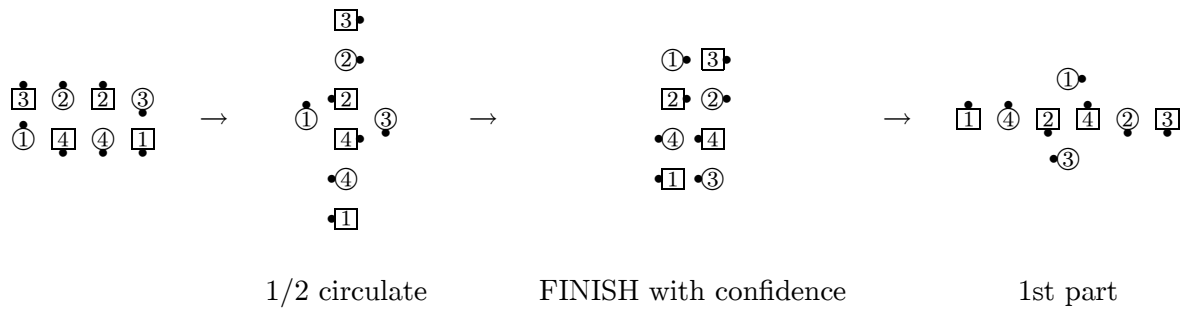 3
2 3
3 2 2 3 2 1 3 2 2 1
→ 1 3 → → 1 4 2 4 2 3
1 4 4 1 4 4 4 3
4 1 3
1
1/2 circulate FINISH with confidence 1st part